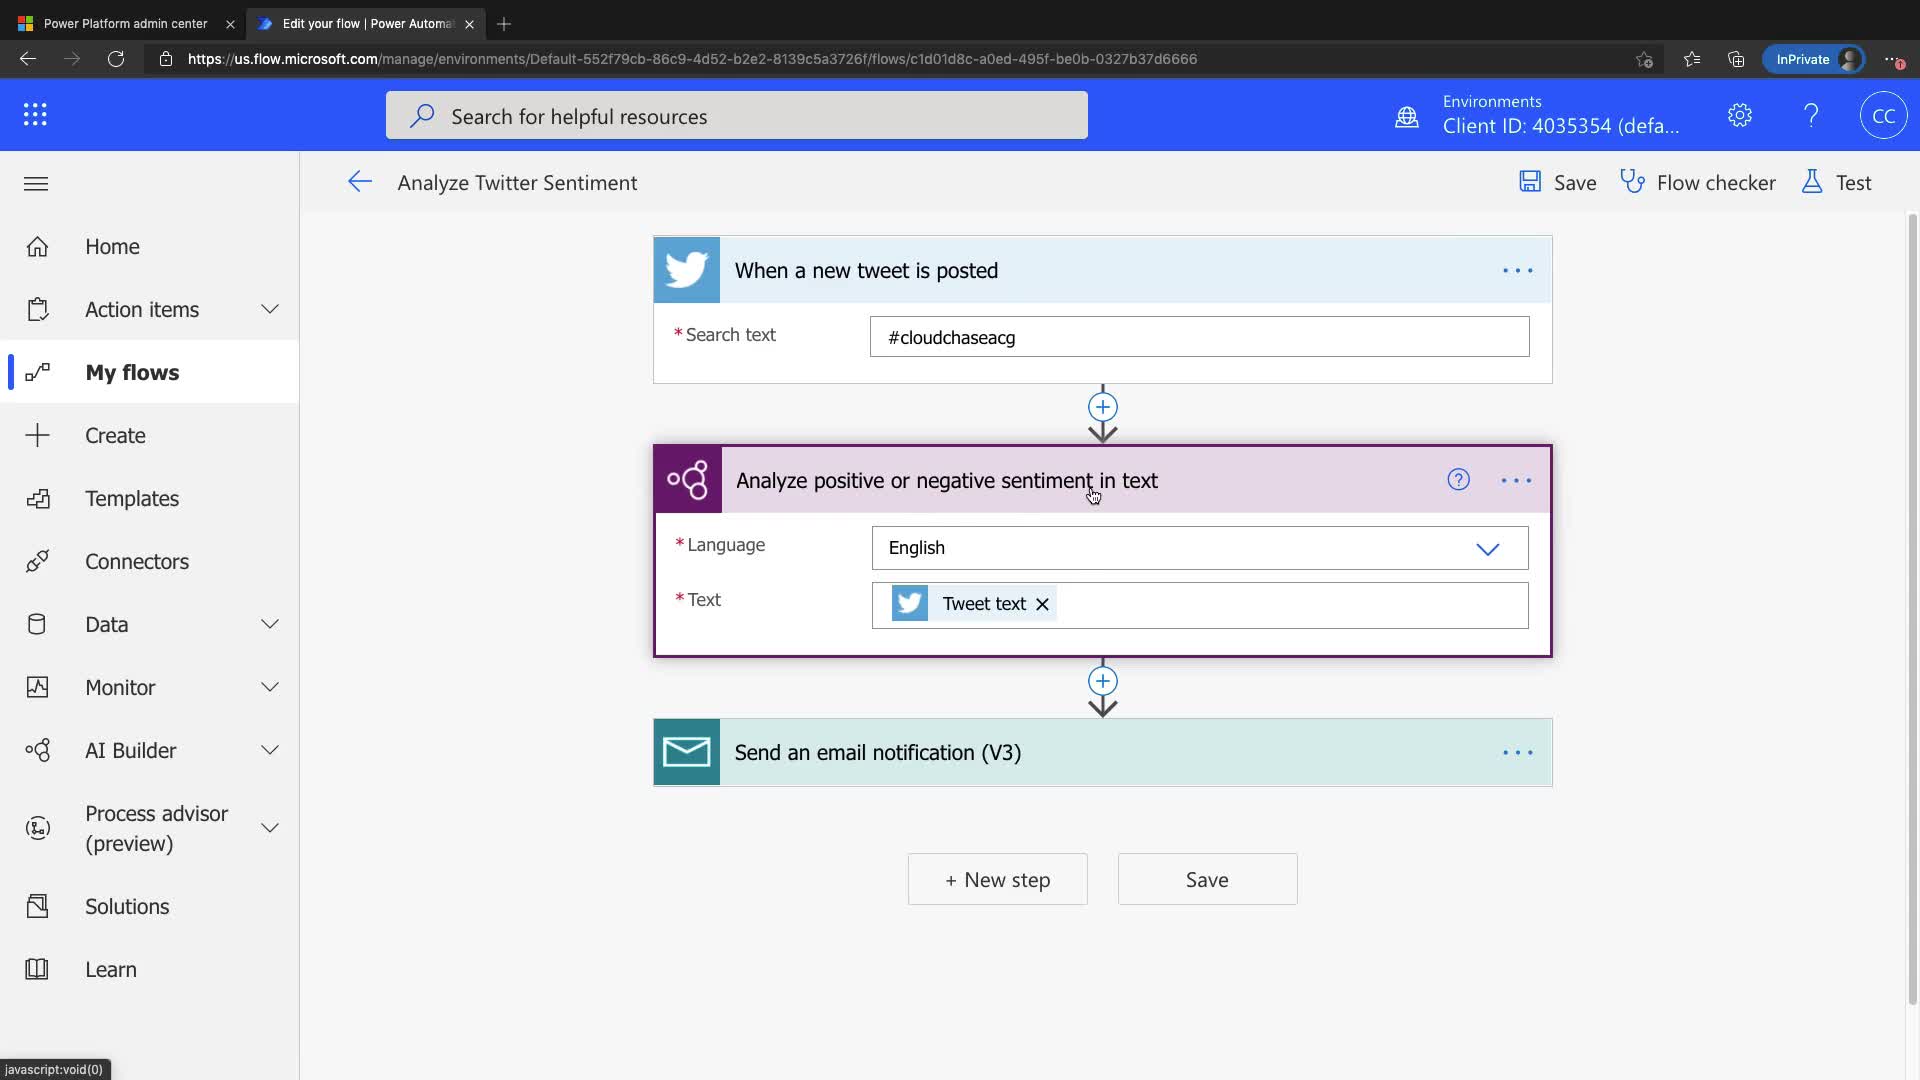 Power Platform admin center
Edit your flow | Power Automa
https://us.flow.microsoft.com/manage/environments/Default-552f79cb-86c9-4d52-b2e2-8139c5a3726f/flows/c1d01d8c-a0ed-495f-be0b-0327b37d6666
InPrivate
Search for helpful resources
Environments
Client ID: 4035354 (defa...
CC
Analyze Twitter Sentiment
Save
Flow checker
Test
Home
Action items
My flows
Create
Templates
Connectors
Data
Monitor
AI Builder
Process advisor
(preview)
Solutions
Learn
When a new tweet is posted
* Search text
#cloudchaseacg
Analyze positive or negative sentiment in text
* Language
English
* Text
Tweet text
Send an email notification (V3)
+ New step
Save
javascript:void(0)